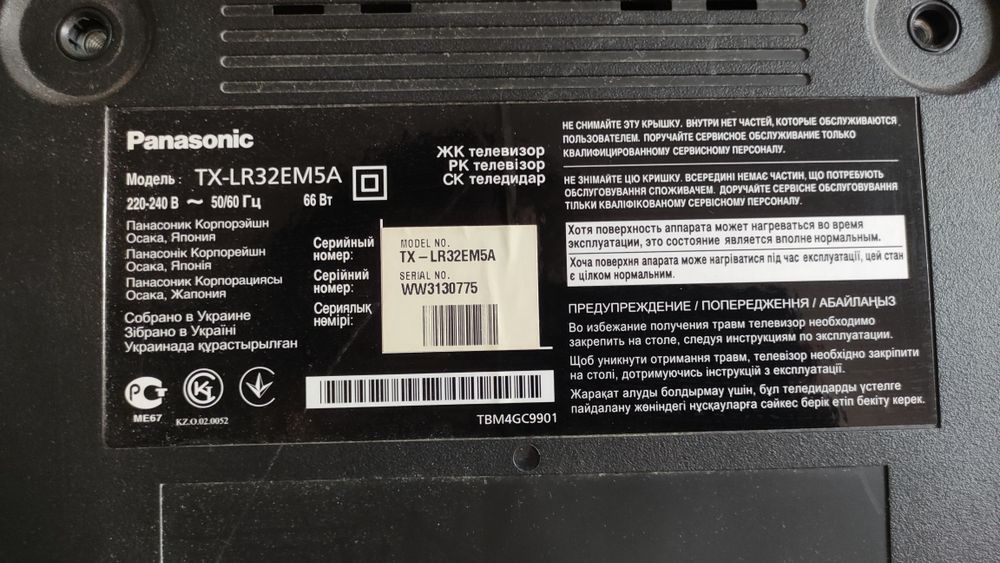 Panasonic
Модель : TX-LR32EM5A
220-240 В ~ 50/60 Гц 66 Вт
ЖК телевизор
РК телевізор
СК теледидар
Панасоник Корпорэйшн
Осака, Япония
Панасонік Корпорейшн
Осака, Японія
Панасоник Корпорациясы
Осака, Жапония
Собрано в Украине
Зібрано в Україні
Украинада құрастырылған
Серийный
номер:
Серійний
номер:
Сериялық
нөмірі:
MODEL NO.
TX-LR32EM5A
SERIAL NO.
WW3130775
ME67
KZ.O.02.0052
TBM4GC9901
НЕ СНИМАЙТЕ ЭТУ КРЫШКУ. ВНУТРИ НЕТ ЧАСТЕЙ, КОТОРЫЕ ОБСЛУЖИВАЮТСЯ
ПОЛЬЗОВАТЕЛЕМ. ПОРУЧАЙТЕ СЕРВИСНОЕ ОБСЛУЖИВАНИЕ ТОЛЬКО
КВАЛИФИЦИРОВАННОМУ СЕРВИСНОМУ ПЕРСОНАЛУ.
НЕ ЗНІМАЙТЕ ЦЮ КРИШКУ. ВСЕРЕДИНІ НЕМАЄ ЧАСТИН, ЩО ПОТРЕБУЮТЬ
ОБСЛУГОВУВАННЯ СПОЖИВАЧЕМ. ДОРУЧАЙТЕ СЕРВІСНЕ ОБСЛУГОВУВАННЯ
ТІЛЬКИ КВАЛІФІКОВАНОМУ СЕРВІСНОМУ ПЕРСОНАЛУ.
Хотя поверхность аппарата может нагреваться во время
эксплуатации, это состояние является вполне нормальным.
Хоча поверхня апарата може нагріватися під час експлуатації, цей стан
є цілком нормальним.
ПРЕДУПРЕЖДЕНИЕ / ПОПЕРЕДЖЕННЯ / АБАЙЛАҢЫЗ
Во избежание получения травм телевизор необходимо
закрепить на столе, следуя инструкциям по эксплуатации.
Щоб уникнути отримання травм, телевізор необхідно закріпити
на столі, дотримуючись інструкцій з експлуатації.
Жарақат алуды болдырмау үшін, бұл теледидарды үстелге
пайдалану жөніндегі нұсқауларға сәйкес берік етіп бекіту керек.